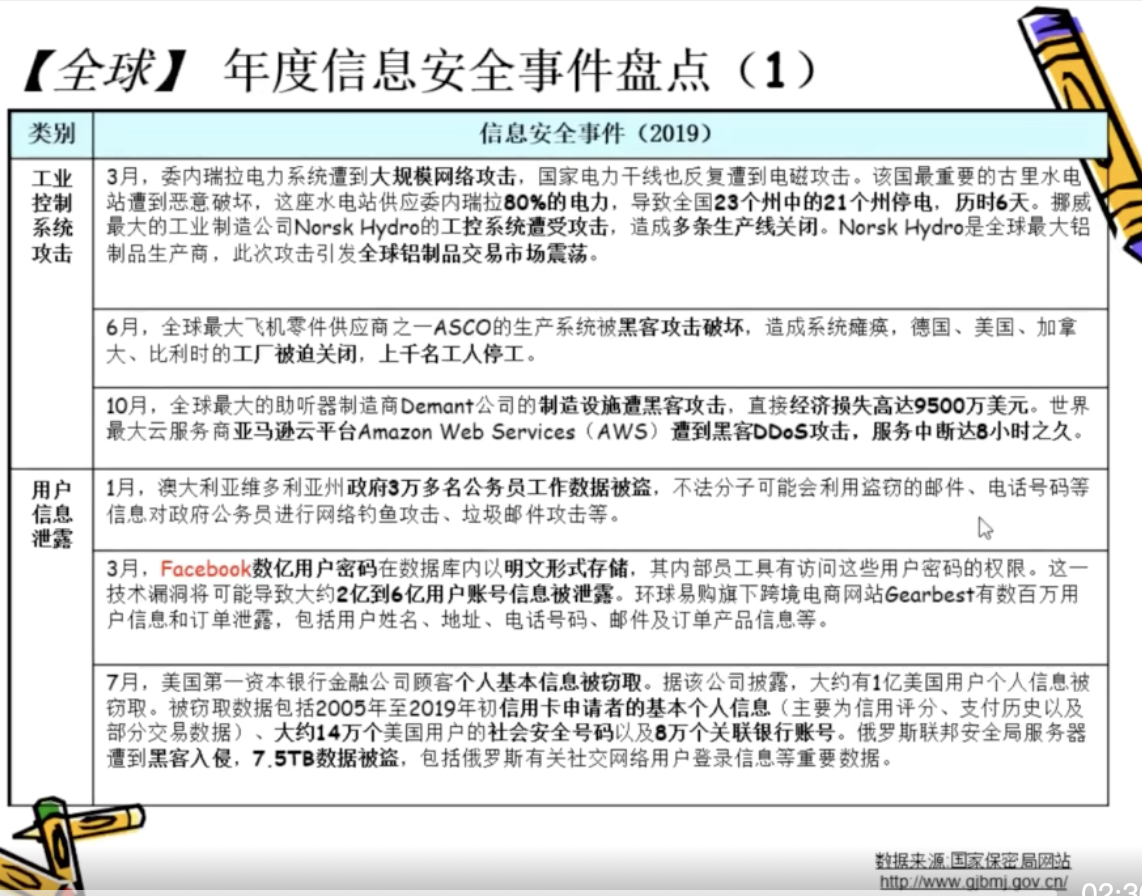 【全球】 年度信息安全事件盘点（1）
类别
信息安全事件（2019）
工业
控制
系统
攻击
3月，委内瑞拉电力系统遭到大规模网络攻击，国家电力干线也反复遭到电磁攻击。该国最重要的古里水电
站遭到恶意破坏，这座水电站供应委内瑞拉80%的电力，导致全国23个州中的21个州停电，历时6天。挪威
最大的工业制造公司Norsk Hydro的工控系统遭受攻击，造成多条生产线关闭。Norsk Hydro是全球最大铝
制品生产商，此次攻击引发全球铝制品交易市场震荡。
6月，全球最大飞机零件供应商之一ASCO的生产系统被黑客攻击破坏，造成系统瘫痪，德国、美国、加拿
大、比利时的工厂被迫关闭，上千名工人停工。
10月，全球最大的助听器制造商Demant公司的制造设施遭黑客攻击，直接经济损失高达9500万美元。世界
最大云服务商亚马逊云平台Amazon Web Services（AWS）遭到黑客DDoS攻击，服务中断达8小时之久。
用户
信息
泄露
1月，澳大利亚维多利亚州政府3万多名公务员工作数据被盗，不法分子可能会利用盗窃的邮件、电话号码等
信息对政府公务员进行网络钓鱼攻击、垃圾邮件攻击等。
3月，Facebook数亿用户密码在数据库内以明文形式存储，其内部员工具有访问这些用户密码的权限。这一
技术漏洞将可能导致大约2亿到6亿用户账号信息被泄露。环球易购旗下跨境电商网站Gearbest有数百万用
户信息和订单泄露，包括用户姓名、地址、电话号码、邮件及订单产品信息等。
7月，美国第一资本银行金融公司顾客个人基本信息被窃取。据该公司披露，大约有1亿美国用户个人信息被
窃取。被窃取数据包括2005年至2019年初信用卡申请者的基本个人信息（主要为信用评分、支付历史以及
部分交易数据）、大约14万个美国用户的社会安全号码以及8万个关联银行账号。俄罗斯联邦安全局服务器
遭到黑客入侵，7.5TB数据被盗，包括俄罗斯有关社交网络用户登录信息等重要数据。
数据来源:国家保密局网站
http://www.gjbmj.gov.cn/